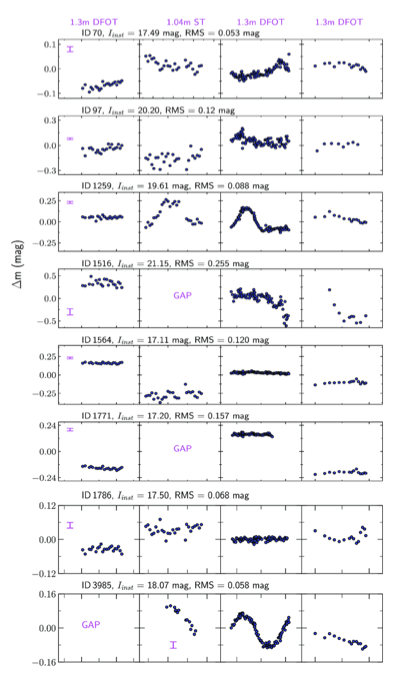 1.3m DFOT 1.04m ST 1.3m DFOT 1.3m DFOT
ID 70, I_inst = 17.49 mag, RMS = 0.053 mag
0.1
0.0
−0.1
ID 97, I_inst = 20.20, RMS = 0.12 mag
0.3
0.0
−0.3
ID 1259, I_inst = 19.61 mag, RMS = 0.088 mag
0.25
0.00
−0.25
Δm (mag)
ID 1516, I_inst = 21.15, RMS = 0.255 mag
0.5
0.0
−0.5
GAP
ID 1564, I_inst = 17.11 mag, RMS = 0.120 mag
0.25
0.00
−0.25
ID 1771, I_inst = 17.20, RMS = 0.157 mag
0.24
0.00
−0.24
GAP
ID 1786, I_inst = 17.50, RMS = 0.068 mag
0.12
0.00
−0.12
ID 3985, I_inst = 18.07 mag, RMS = 0.058 mag
0.16
0.00
−0.16
GAP